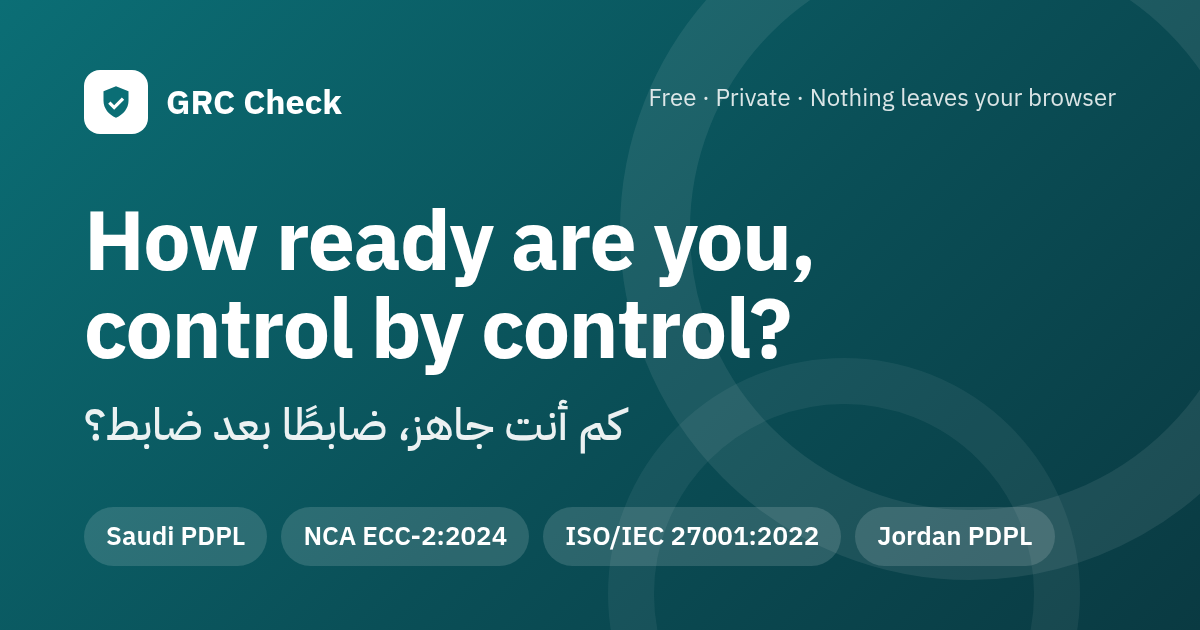 GRC Check
Free · Private · Nothing leaves your browser
How ready are you,
control by control?
كم أنت جاهز، ضابطًا بعد ضابط؟
Saudi PDPL
NCA ECC-2:2024
ISO/IEC 27001:2022
Jordan PDPL